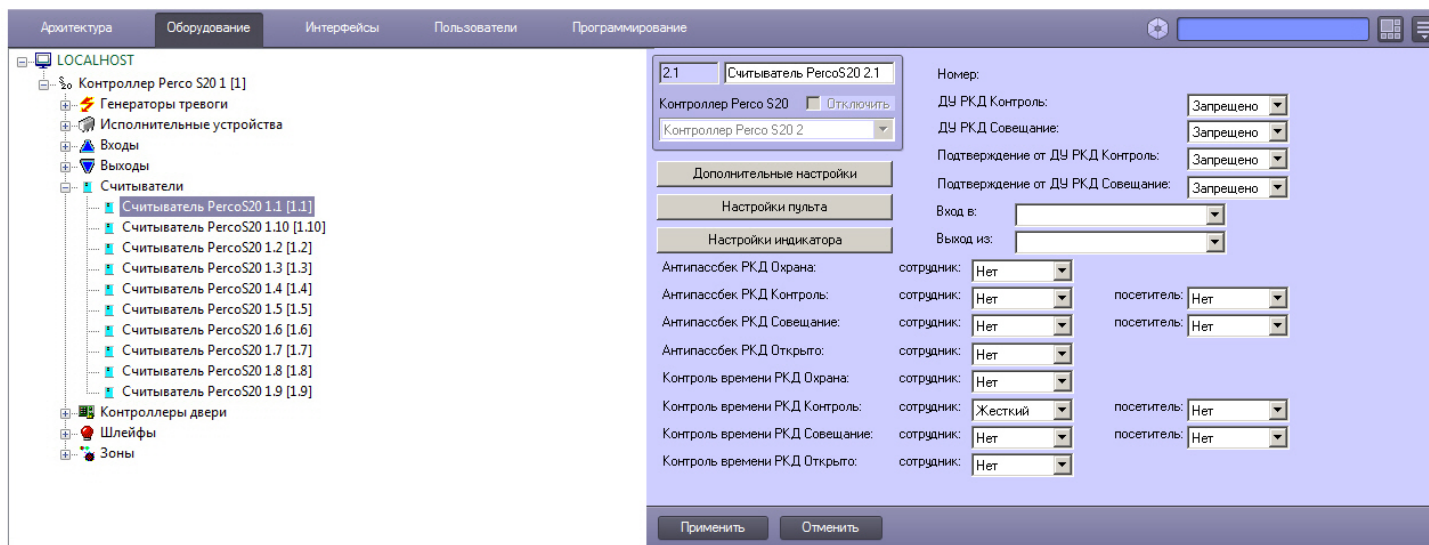 Архитектура Оборудование Интерфейсы Пользователи Программирование
LOCALHOST
Контроллер Perco S20 1 [1]
Генераторы тревоги
Исполнительные устройства
Входы
Выходы
Считыватели
Считыватель PercoS20 1.1 [1.1]
Считыватель PercoS20 1.10 [1.10]
Считыватель PercoS20 1.2 [1.2]
Считыватель PercoS20 1.3 [1.3]
Считыватель PercoS20 1.4 [1.4]
Считыватель PercoS20 1.5 [1.5]
Считыватель PercoS20 1.6 [1.6]
Считыватель PercoS20 1.7 [1.7]
Считыватель PercoS20 1.8 [1.8]
Считыватель PercoS20 1.9 [1.9]
Контроллеры двери
Шлейфы
Зоны
2.1 Считыватель PercoS20 2.1
Контроллер Perco S20 Отключить
Контроллер Perco S20 2
Дополнительные настройки
Настройки пульта
Настройки индикатора
Номер:
ДУ РКД Контроль: Запрещено
ДУ РКД Совещание: Запрещено
Подтверждение от ДУ РКД Контроль: Запрещено
Подтверждение от ДУ РКД Совещание: Запрещено
Вход в:
Выход из:
Антипассбек РКД Охрана: сотрудник: Нет
Антипассбек РКД Контроль: сотрудник: Нет посетитель: Нет
Антипассбек РКД Совещание: сотрудник: Нет посетитель: Нет
Антипассбек РКД Открыто: сотрудник: Нет
Контроль времени РКД Охрана: сотрудник: Нет
Контроль времени РКД Контроль: сотрудник: Жесткий посетитель: Нет
Контроль времени РКД Совещание: сотрудник: Нет посетитель: Нет
Контроль времени РКД Открыто: сотрудник: Нет
Применить Отменить